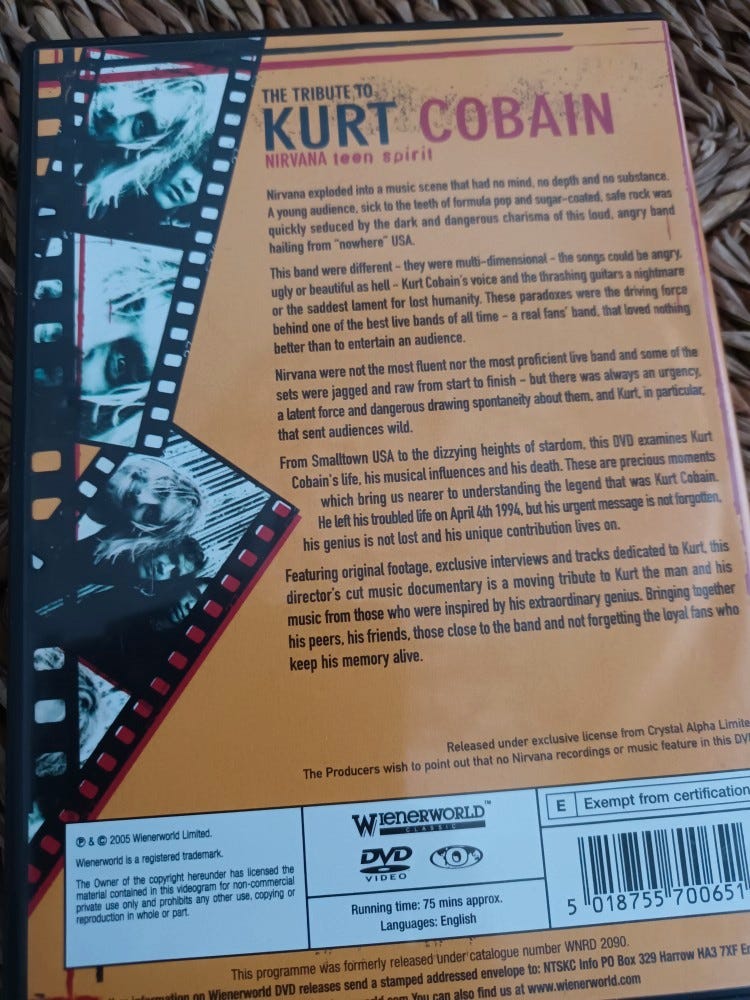 THE TRIBUTE TO
KURT COBAIN
NIRVANA teen spirit
Nirvana exploded into a music scene that had no mind, no depth and no substance.
A young audience, sick to the teeth of formula pop and sugar-coated, safe rock was
quickly seduced by the dark and dangerous charisma of this loud, angry band
hailing from "nowhere" USA.
This band were different - they were multi-dimensional - the songs could be angry,
ugly or beautiful as hell - Kurt Cobain's voice and the thrashing guitars a nightmare
or the saddest lament for lost humanity. These paradoxes were the driving force
behind one of the best live bands of all time - a real fans' band, that loved nothing
better than to entertain an audience.
Nirvana were not the most fluent nor the most proficient live band and some of the
sets were jagged and raw from start to finish - but there was always an urgency,
a latent force and dangerous drawing spontaneity about them, and Kurt, in particular,
that sent audiences wild.
From Smalltown USA to the dizzying heights of stardom, this DVD examines Kurt
Cobain's life, his musical influences and his death. These are precious moments
which bring us nearer to understanding the legend that was Kurt Cobain.
He left his troubled life on April 4th 1994, but his urgent message is not forgotten,
his genius is not lost and his unique contribution lives on.
Featuring original footage, exclusive interviews and tracks dedicated to Kurt, this
director's cut music documentary is a moving tribute to Kurt the man and his
music from those who were inspired by his extraordinary genius. Bringing together
his peers, his friends, those close to the band and not forgetting the loyal fans who
keep his memory alive.
Released under exclusive license from Crystal Alpha Limite
The Producers wish to point out that no Nirvana recordings or music feature in this DV
℗ & © 2005 Wienerworld Limited.
Wienerworld is a registered trademark.
The Owner of the copyright hereunder has licensed the
material contained in this videogram for non-commercial
private use only and prohibits any other use, copying or
reproduction in whole or part.
WIENERWORLD™
CLASSIC
DVD
VIDEO
Running time: 75 mins approx.
Languages: English
E Exempt from certification
5 018755 700651
This programme was formerly released under catalogue number WNRD 2090.
information on Wienerworld DVD releases send a stamped addressed envelope to: NTSKC Info PO Box 329 Harrow HA3 7XF En
You can also find us at www.wienerworld.com